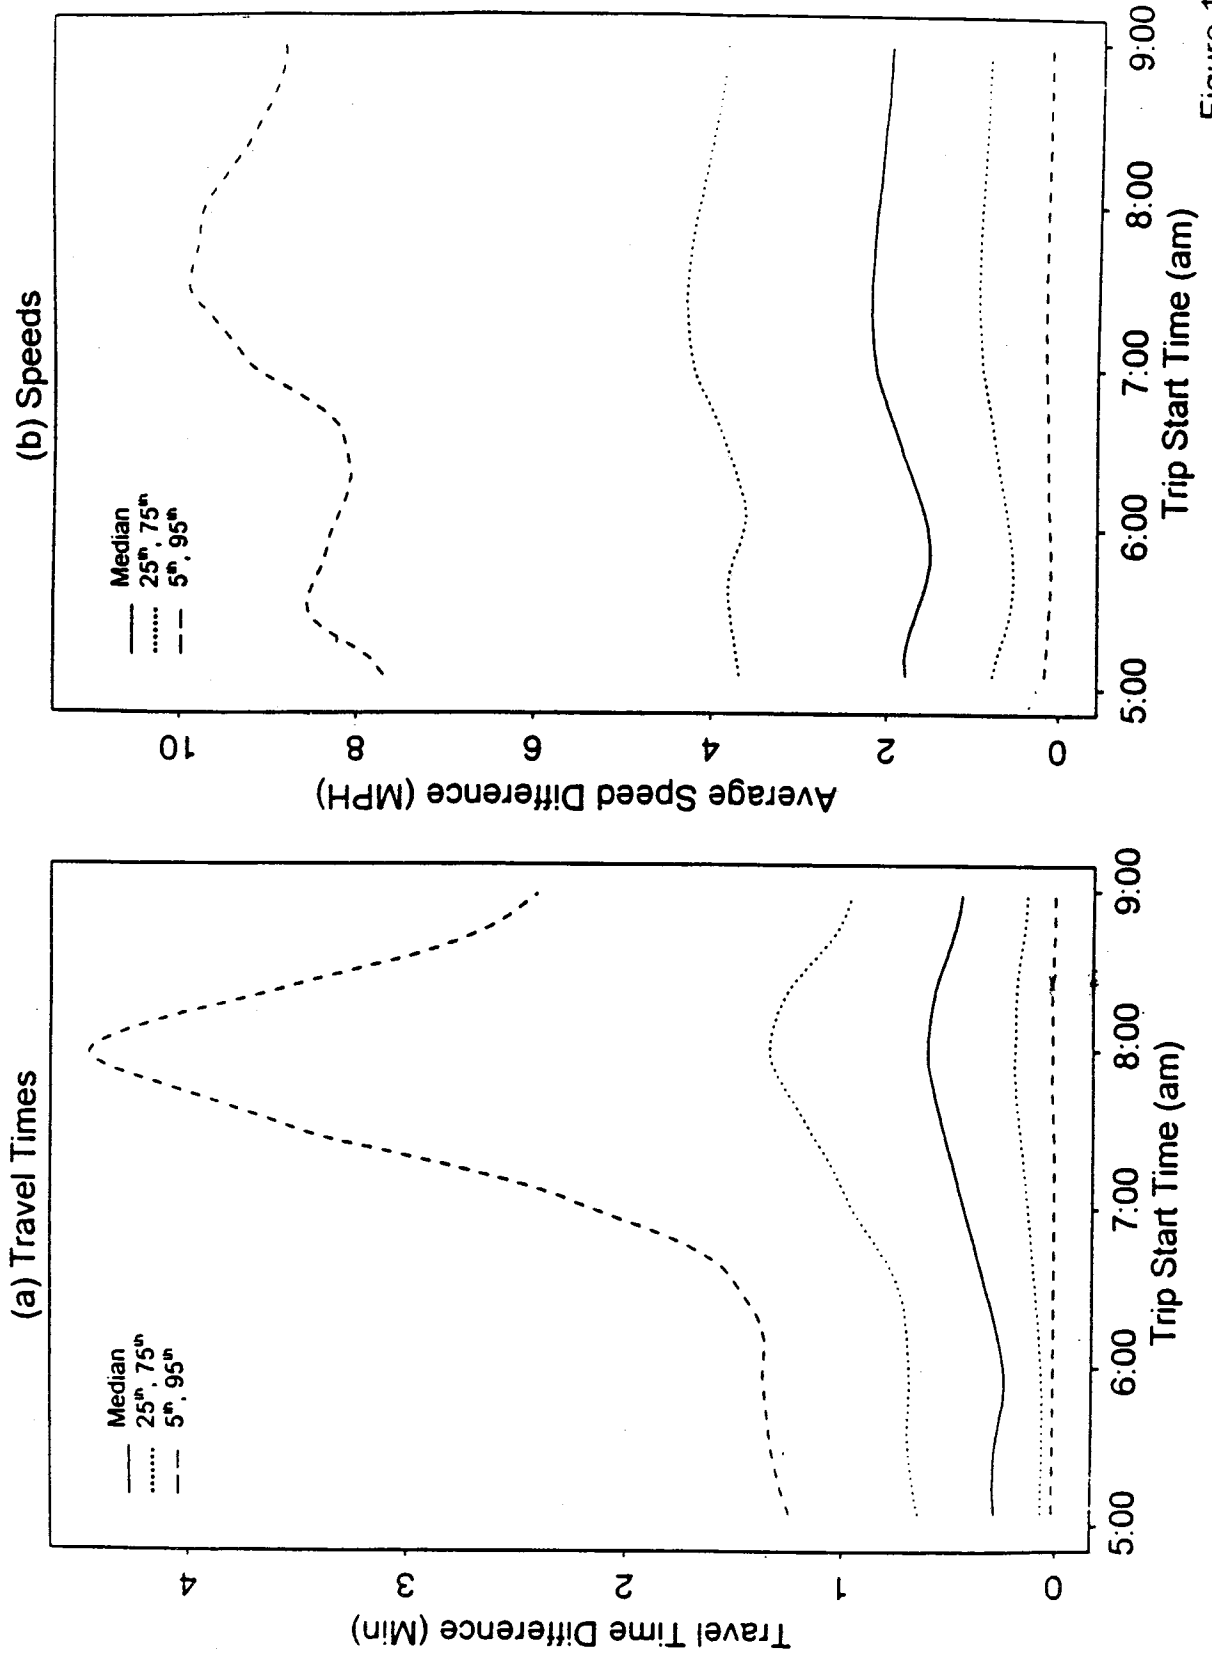 (a) Travel Times
Median
25th, 75th
5th, 95th
Travel Time Difference (Min)
4
3
2
1
0
5:00 6:00 7:00 8:00 9:00
Trip Start Time (am)
(b) Speeds
Median
25th, 75th
5th, 95th
Average Speed Difference (MPH)
10
8
6
4
2
0
5:00 6:00 7:00 8:00 9:00
Trip Start Time (am)
Figure 1